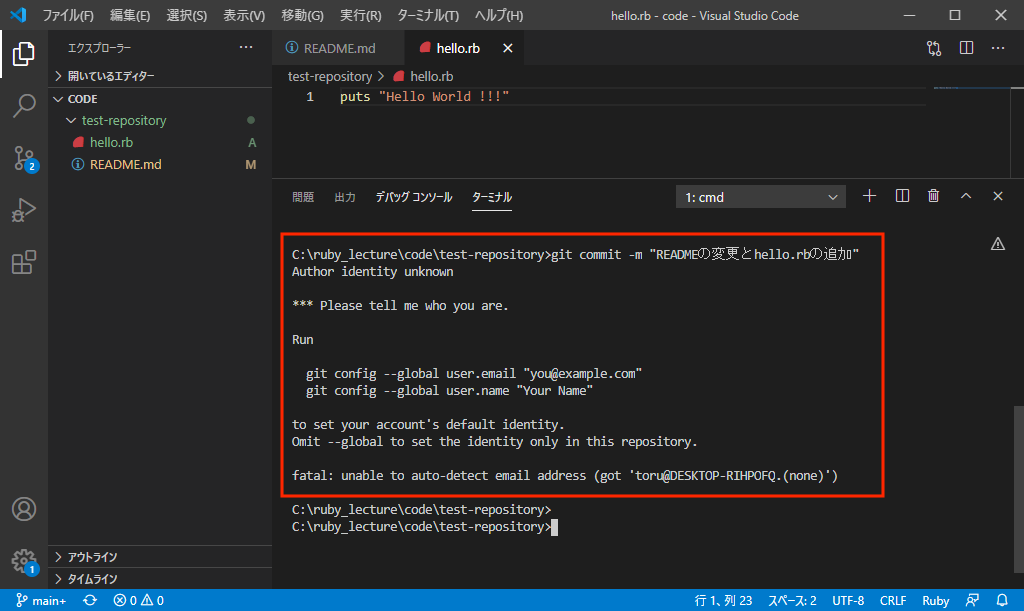 ファイル(F) 編集(E) 選択(S) 表示(V) 移動(G) 実行(R) ターミナル(T) ヘルプ(H) hello.rb - code - Visual Studio Code
エクスプローラー
開いているエディター
CODE
test-repository
hello.rb A
README.md M
2
アウトライン
タイムライン
1
README.md hello.rb
test-repository > hello.rb
1 puts "Hello World !!!"
問題 出力 デバッグ コンソール ターミナル 1: cmd
C:\ruby_lecture\code\test-repository>git commit -m "READMEの変更とhello.rbの追加"
Author identity unknown
*** Please tell me who you are.
Run
git config --global user.email "you@example.com"
git config --global user.name "Your Name"
to set your account's default identity.
Omit --global to set the identity only in this repository.
fatal: unable to auto-detect email address (got 'toru@DESKTOP-RIHPOFQ.(none)')
C:\ruby_lecture\code\test-repository>
C:\ruby_lecture\code\test-repository>
main+ 0 0 行 1、列 23 スペース: 2 UTF-8 CRLF Ruby